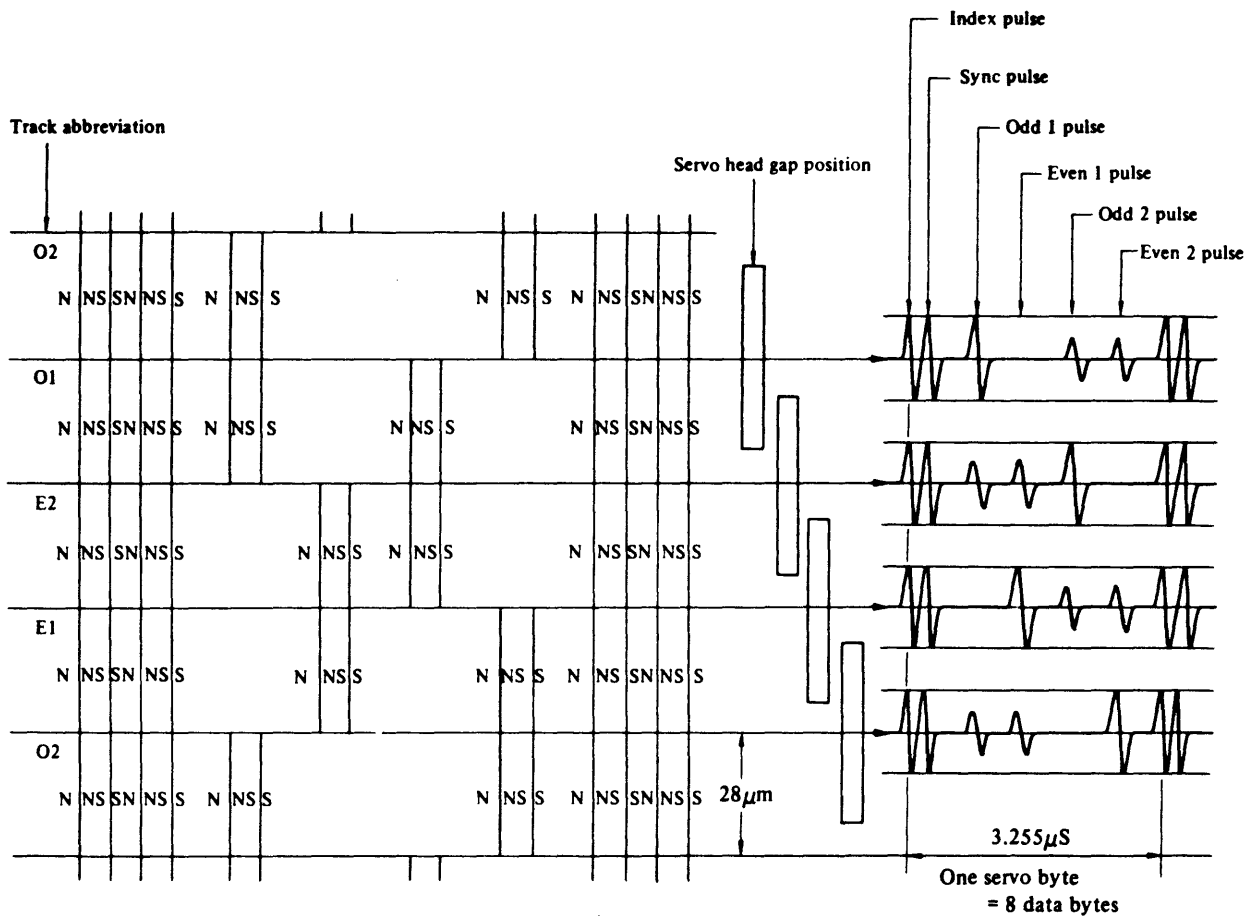 Index pulse
Sync pulse
Track abbreviation
Odd 1 pulse
Servo head gap position
Even 1 pulse
Odd 2 pulse
Even 2 pulse
O2
N NS SN NS S N NS S N NS S N NS SN NS S
O1
N NS SN NS S N NS S N NS S N NS SN NS S
E2
N NS SN NS S N NS S N NS S N NS SN NS S
E1
N NS SN NS S N NS S N NS S N NS SN NS S
O2
N NS SN NS S N NS S N NS S N NS SN NS S
28μm
3.255μS
One servo byte
= 8 data bytes